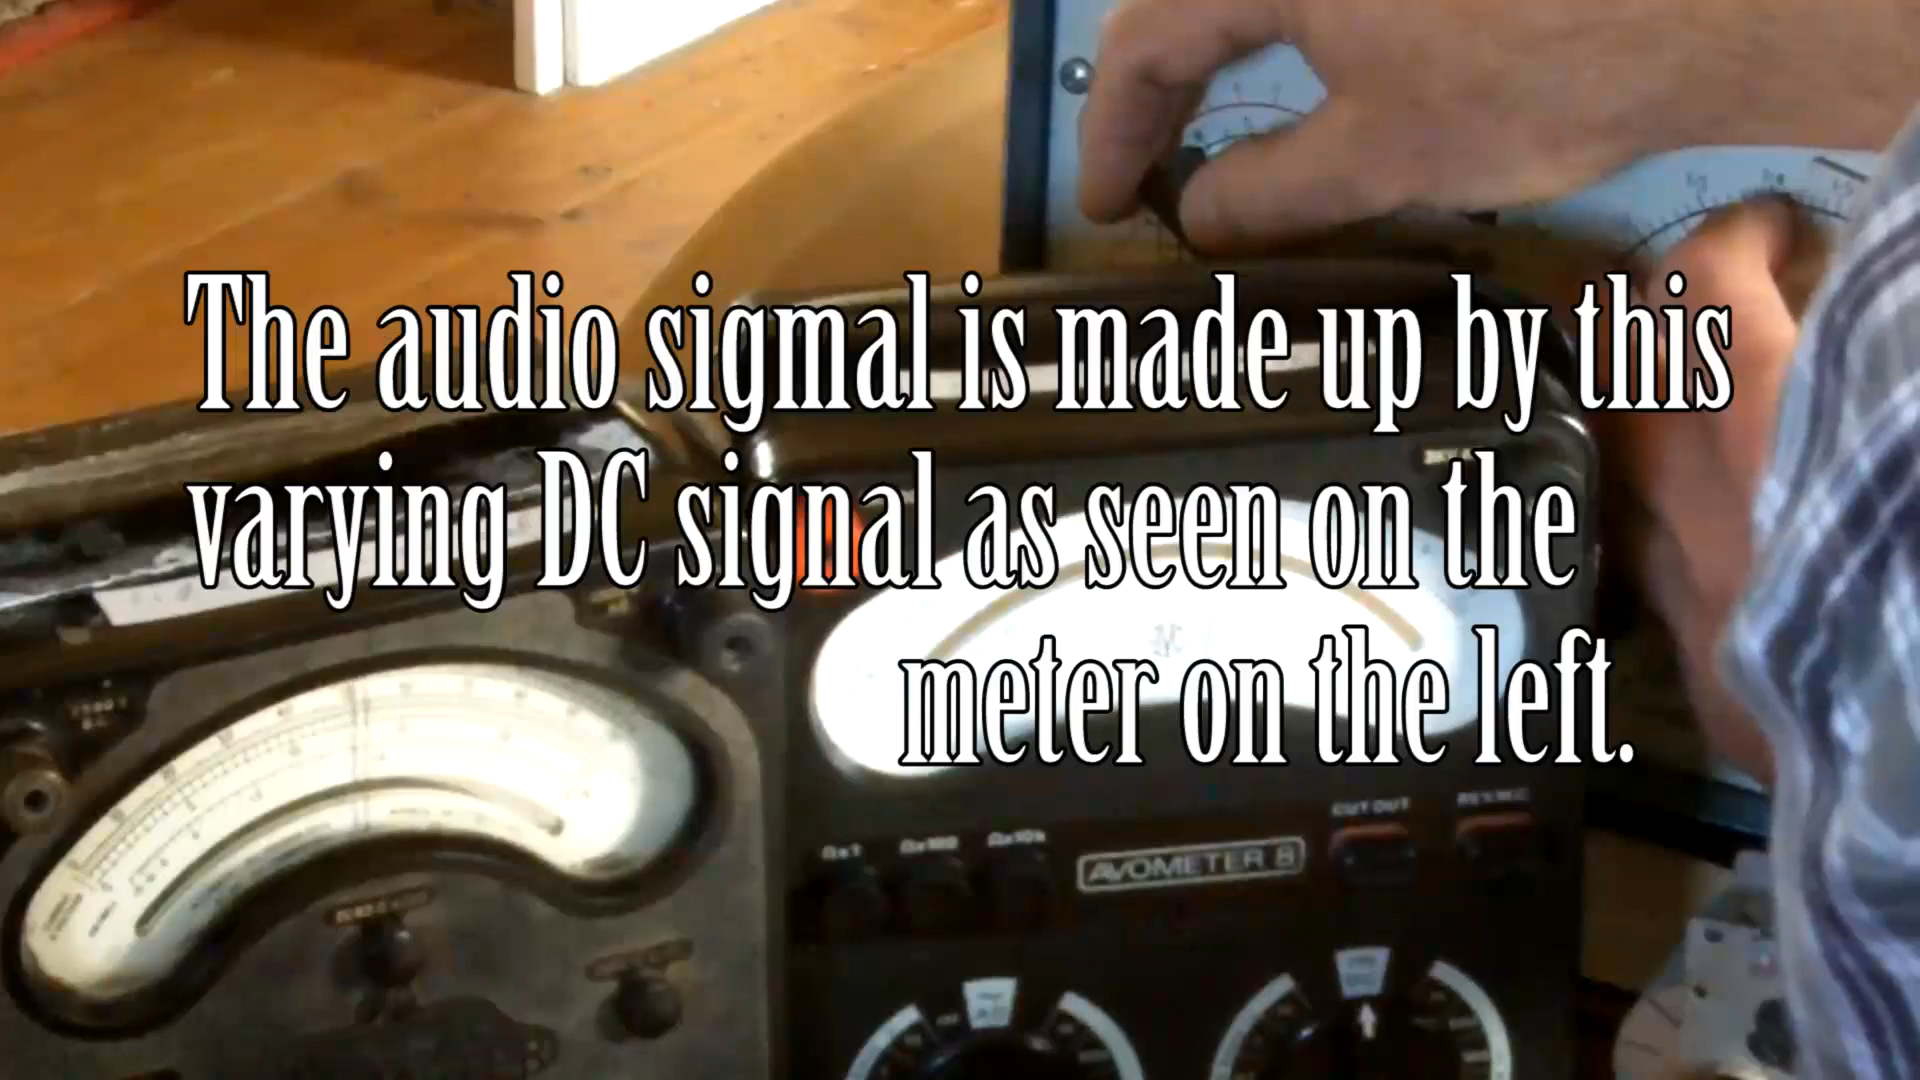 The audio sigmal is made up by this
varying DC signal as seen on the
meter on the left.
CUT OUT
AVOMETER 8